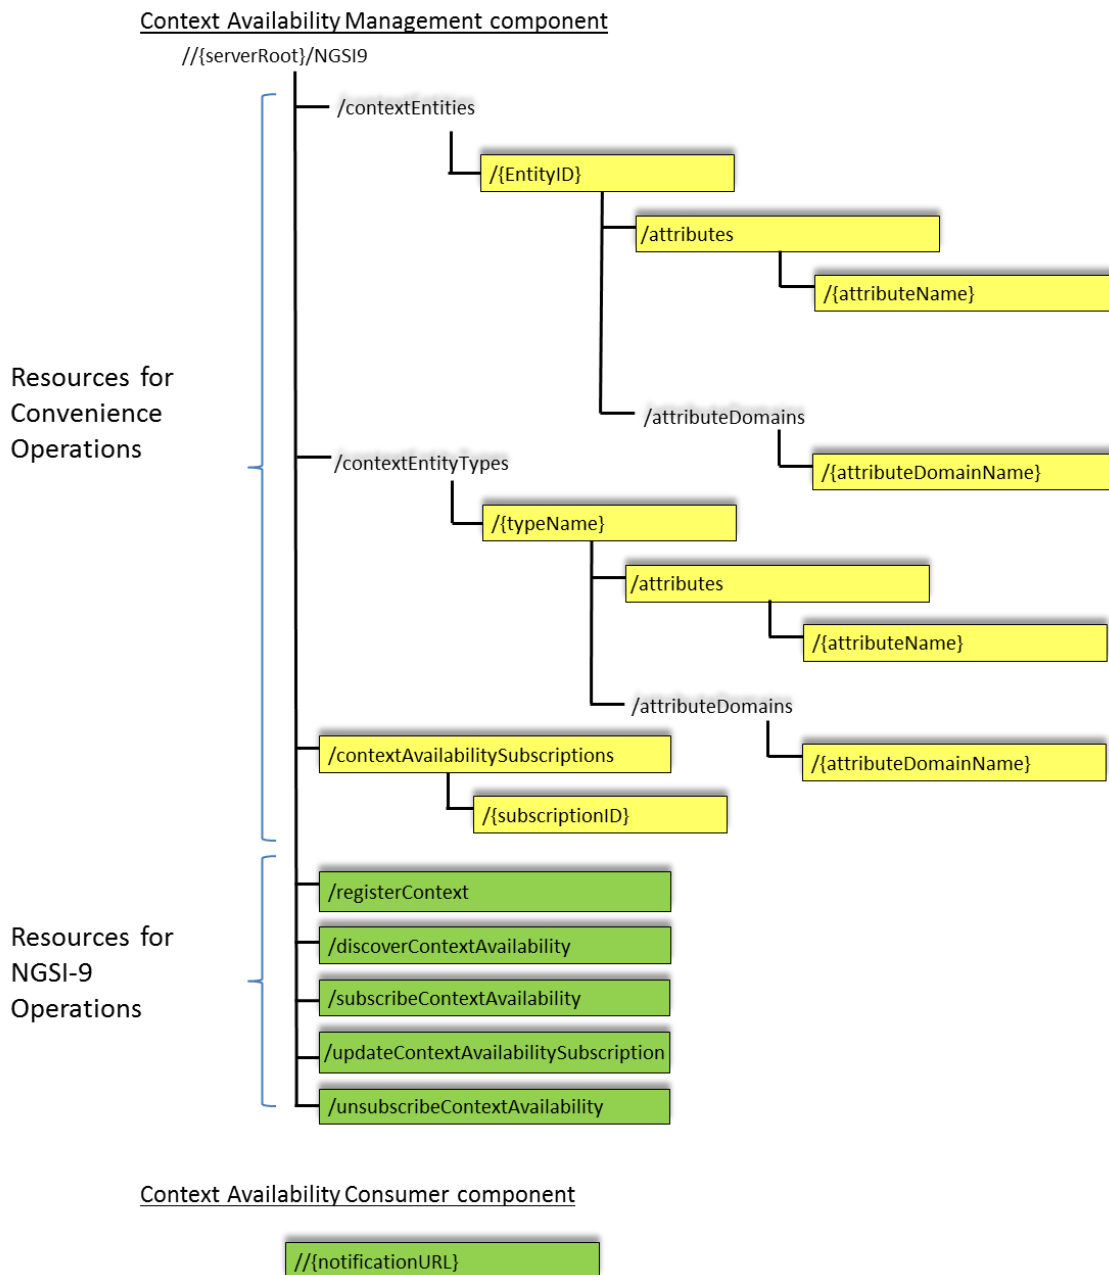 Context Availability Management component
//{serverRoot}/NGSI9
/contextEntities
/{EntityID}
/attributes
/{attributeName}
Resources for
Convenience
Operations
/attributeDomains
/{attributeDomainName}
/contextEntityTypes
/{typeName}
/attributes
/{attributeName}
/attributeDomains
/{attributeDomainName}
/contextAvailabilitySubscriptions
/{subscriptionID}
Resources for
NGSI-9
Operations
/registerContext
/discoverContextAvailability
/subscribeContextAvailability
/updateContextAvailabilitySubscription
/unsubscribeContextAvailability
Context Availability Consumer component
//{notificationURL}